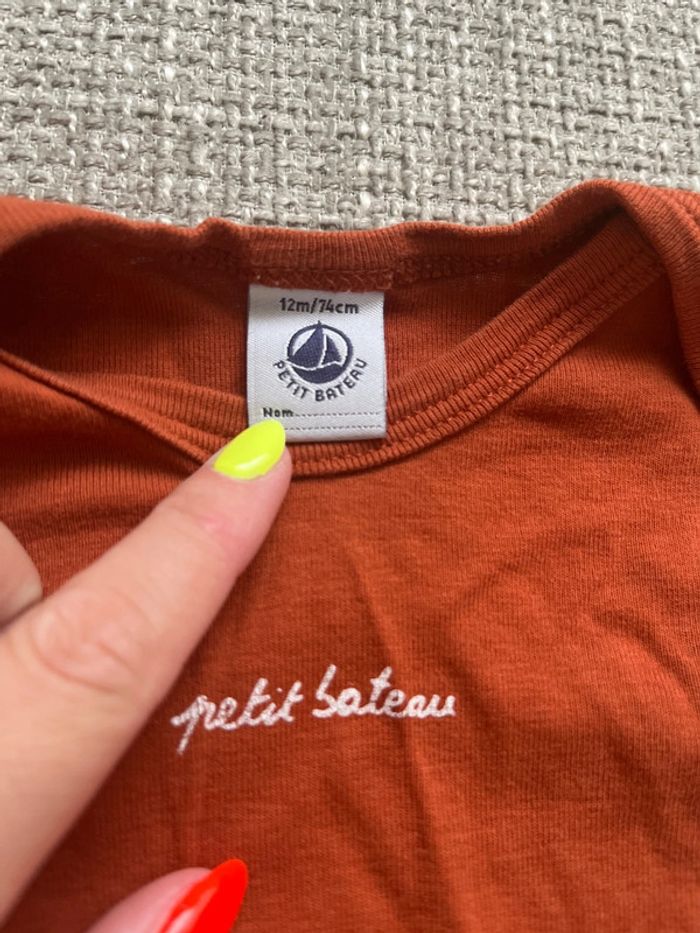 12m/74cm
PETIT BATEAU
Nom
petit bateau